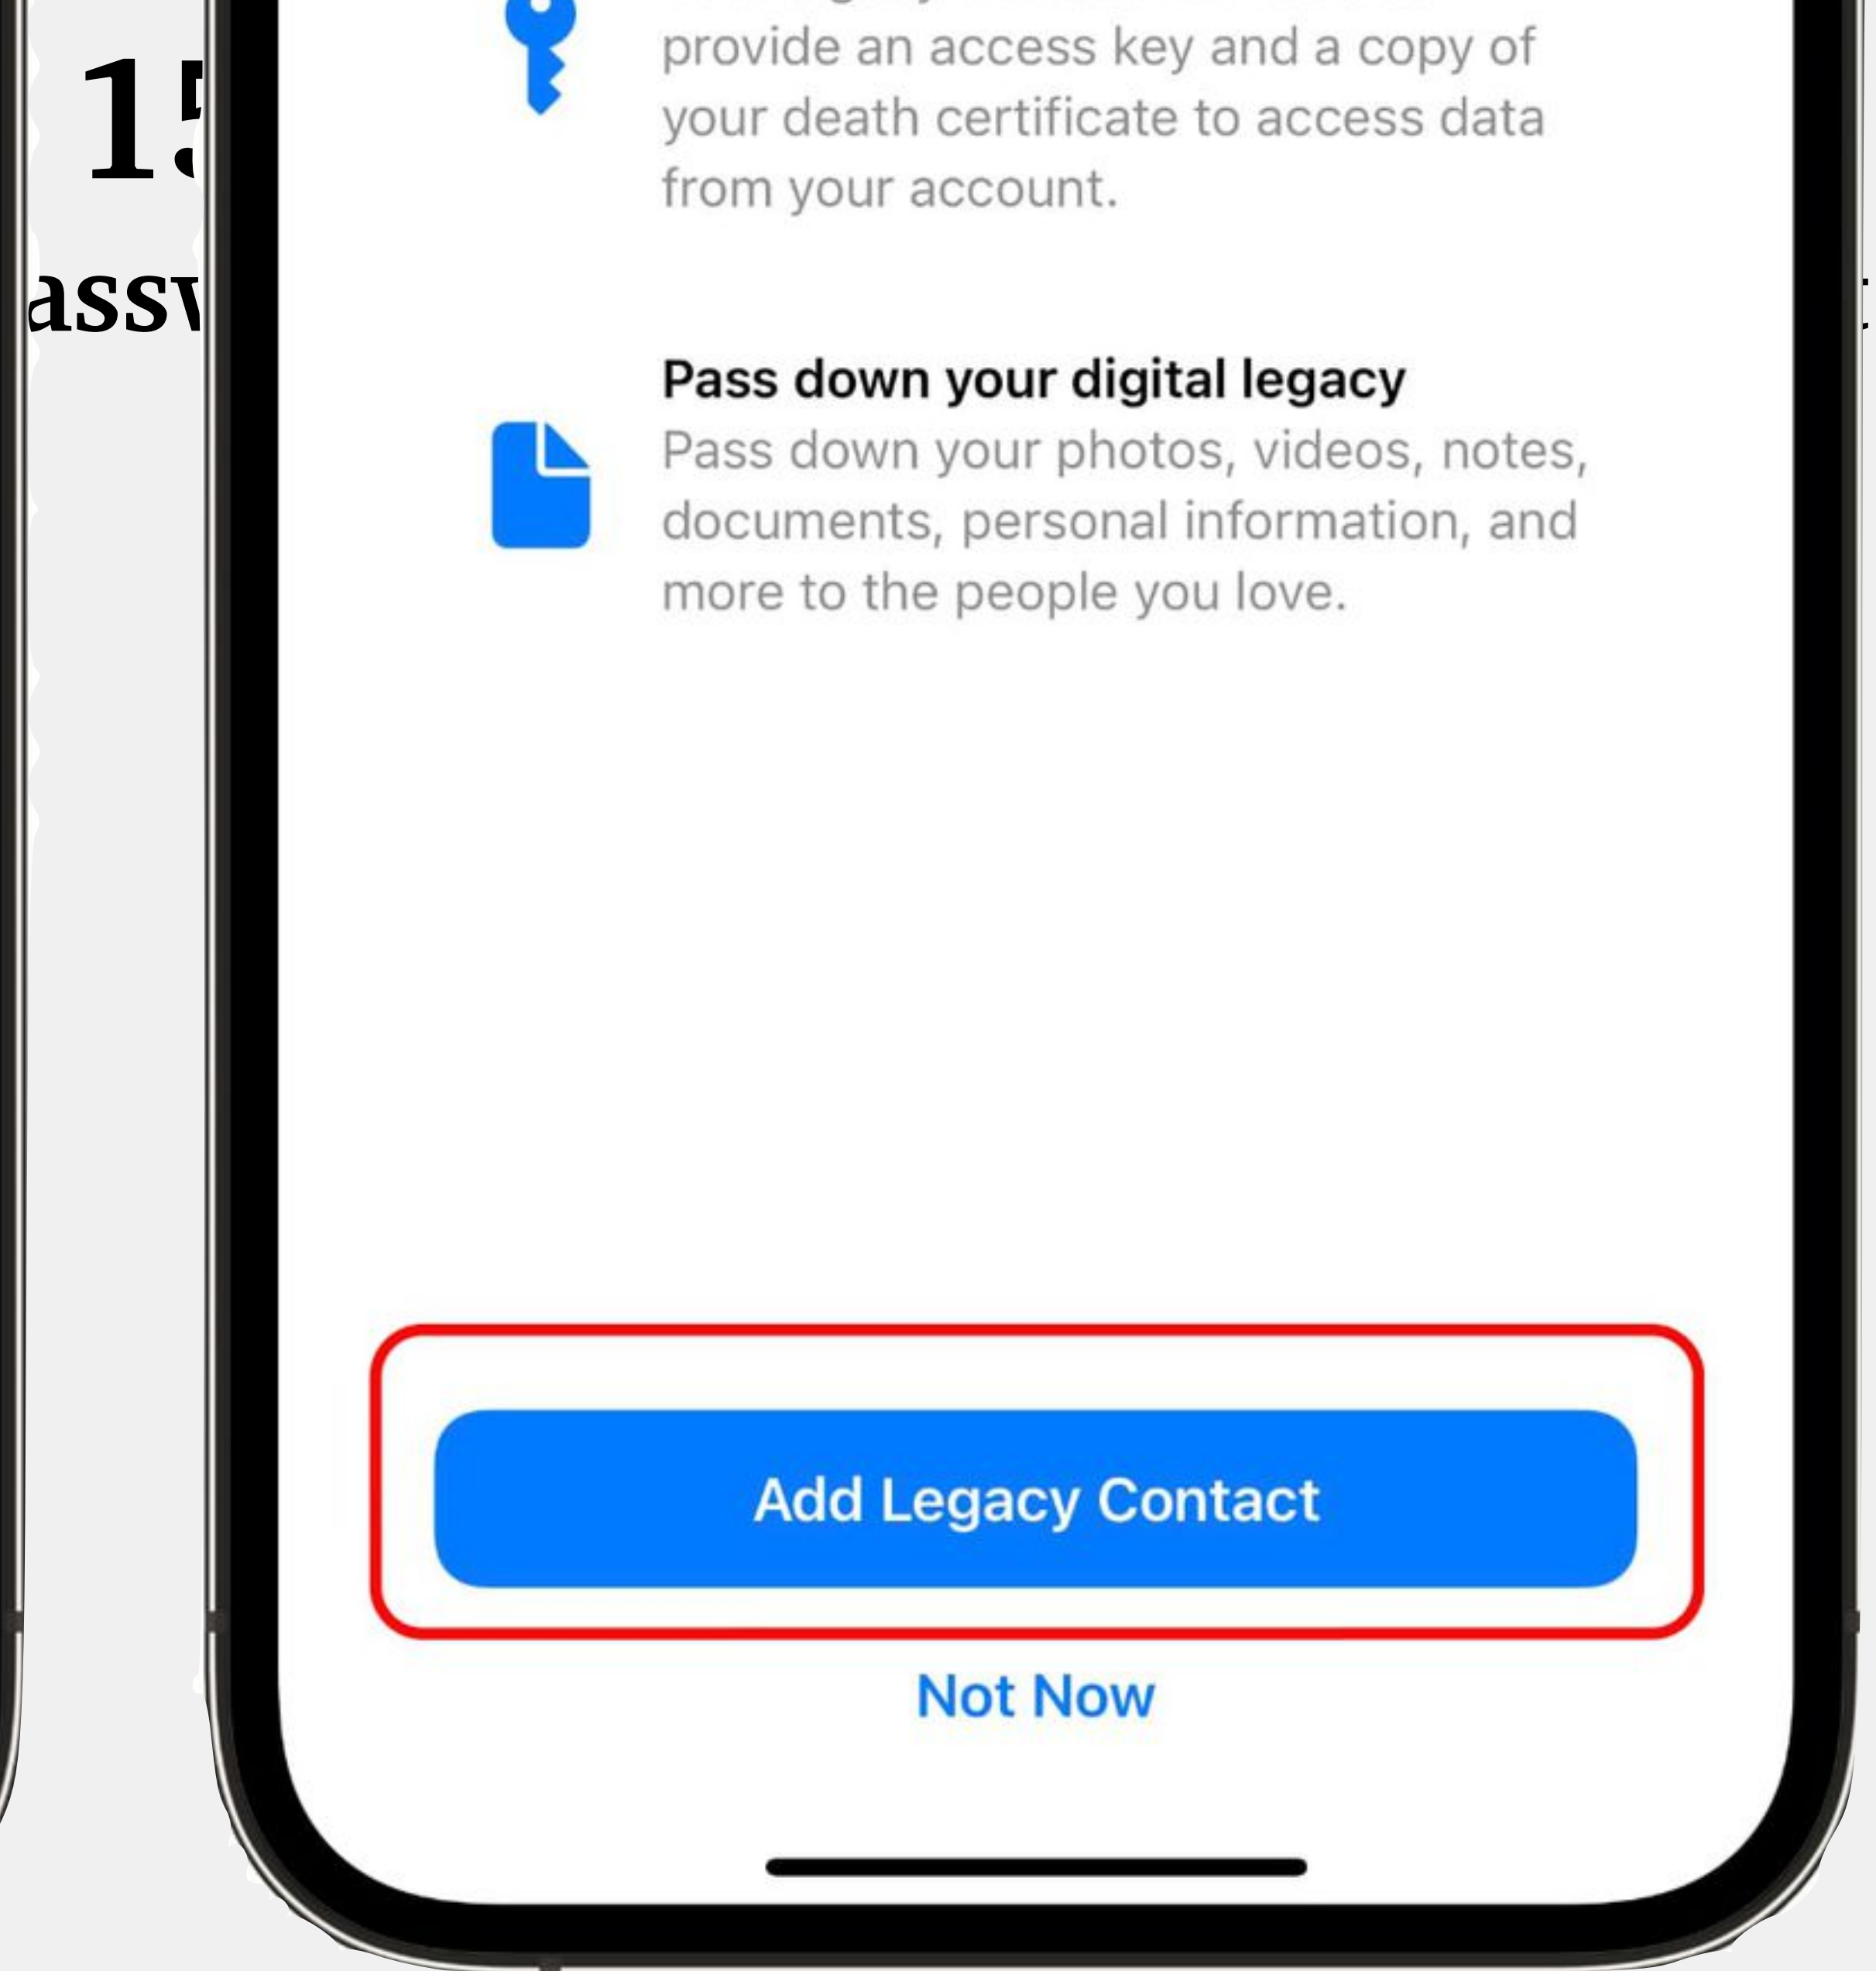 provide an access key and a copy of
your death certificate to access data
from your account.
Pass down your digital legacy
Pass down your photos, videos, notes,
documents, personal information, and
more to the people you love.
Add Legacy Contact
Not Now